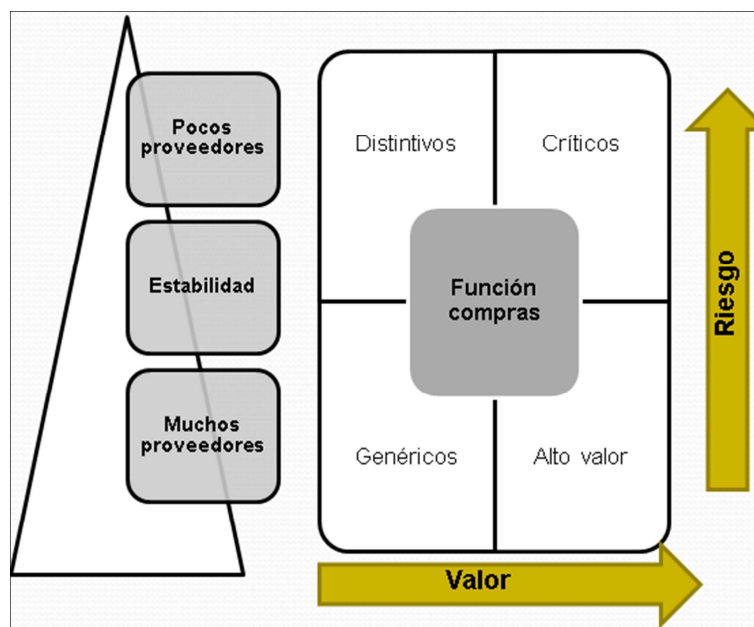 Pocos
proveedores
Estabilidad
Muchos
proveedores
Distintivos
Críticos
Función
compras
Genéricos
Alto valor
Riesgo
Valor